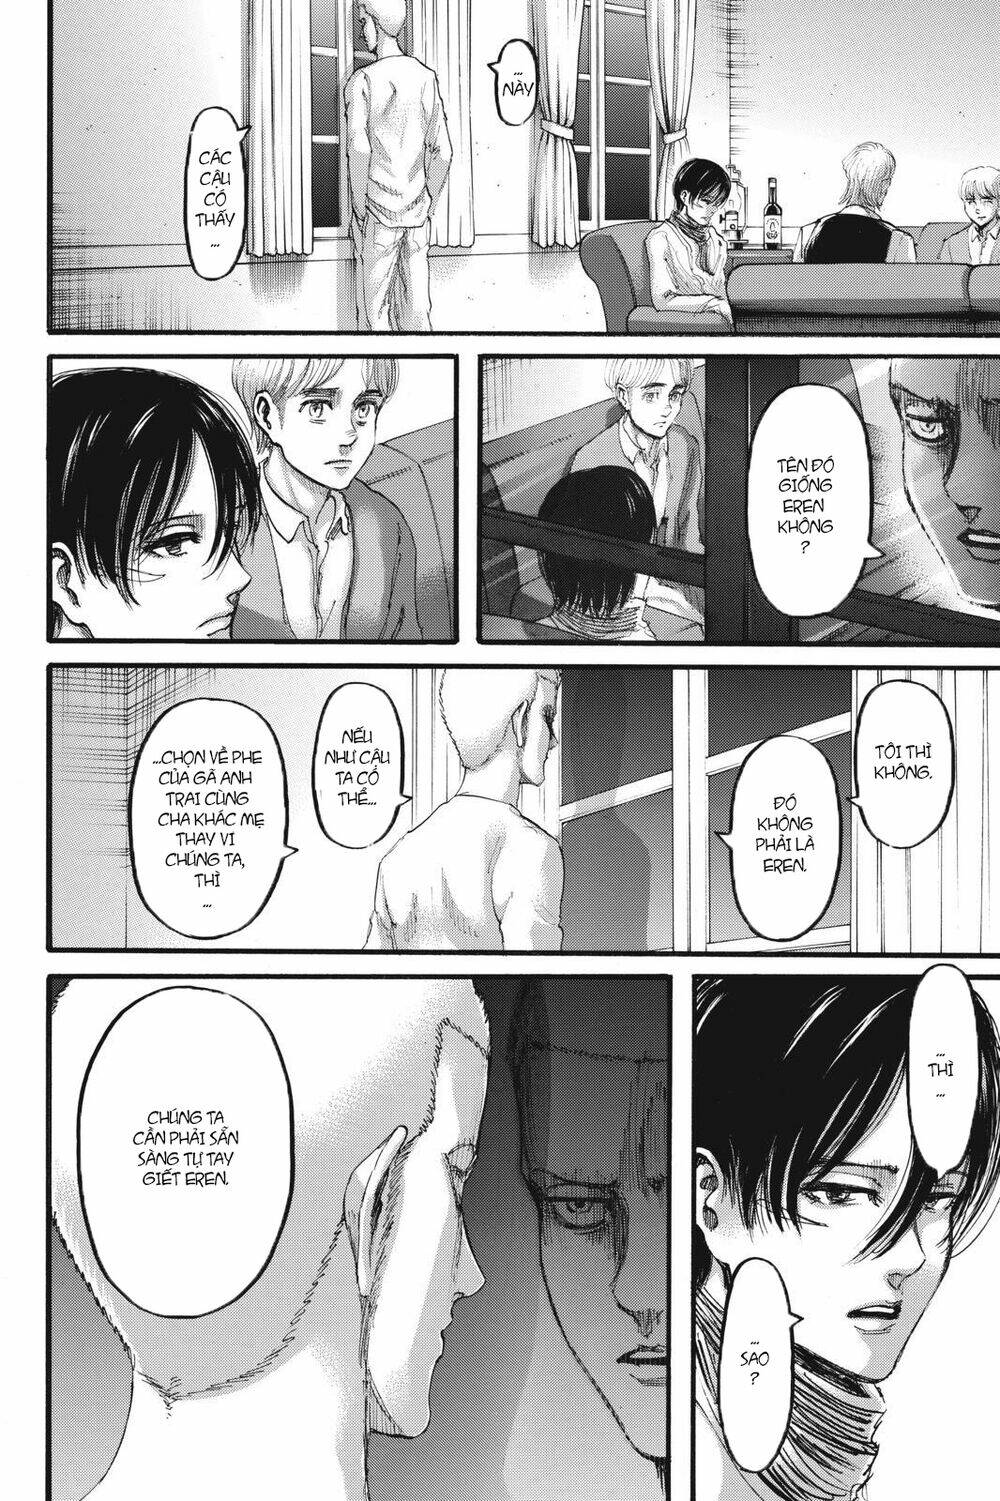 ...
NÀY
CÁC
CẬU
CÓ
THẤY
...
TÊN ĐÓ
GIỐNG
EREN
KHÔNG
?
TÔI THÌ
KHÔNG.
ĐÓ
KHÔNG
PHẢI LÀ
EREN.
NẾU
NHƯ CẬU
TA CÓ
THỂ...
...CHỌN VỀ PHE
CỦA GÃ ANH
TRAI CÙNG
CHA KHÁC MẸ
THAY VI
CHÚNG TA,
THÌ
...
...
THÌ
...
...
SAO
?
CHÚNG TA
CẦN PHẢI SẨN
SÀNG TỰ TAY
GIẾT EREN.